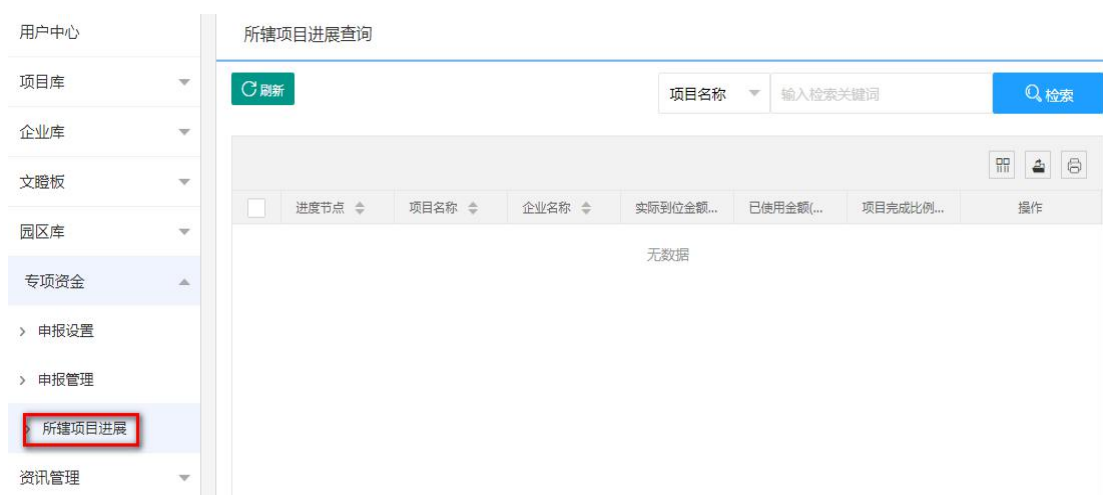 用户中心
项目库
企业库
文瞪板
园区库
专项资金
申报设置
申报管理
所辖项目进展
资讯管理
所辖项目进展查询
刷新
项目名称
输入检索关键词
检索
进度节点
项目名称
企业名称
实际到位金额...
已使用金额(...
项目完成比例...
操作
无数据